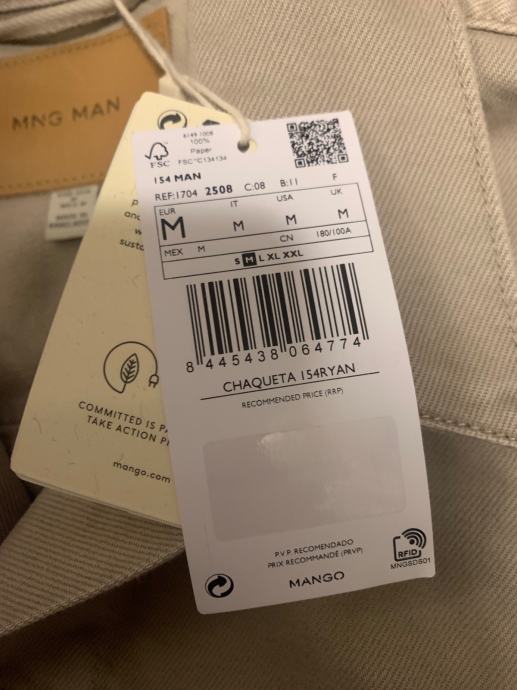 MNG MAN
6149 1008
100%
Paper
FSC
FSC®C134134
154 MAN
REF:1704 2508 C:08 B:11 F
EUR IT USA UK
M M M M
MEX M CN 180/100A
S M L XL XXL
8 445438 064774
CHAQUETA 154RYAN
RECOMMENDED PRICE (RRP)
P.V.P. RECOMENDADO
PRIX RECOMMANDÉ (PRVP)
MANGO
RFID
MNGSDS01
COMMITTED IS
TAKE ACTION
mango.com